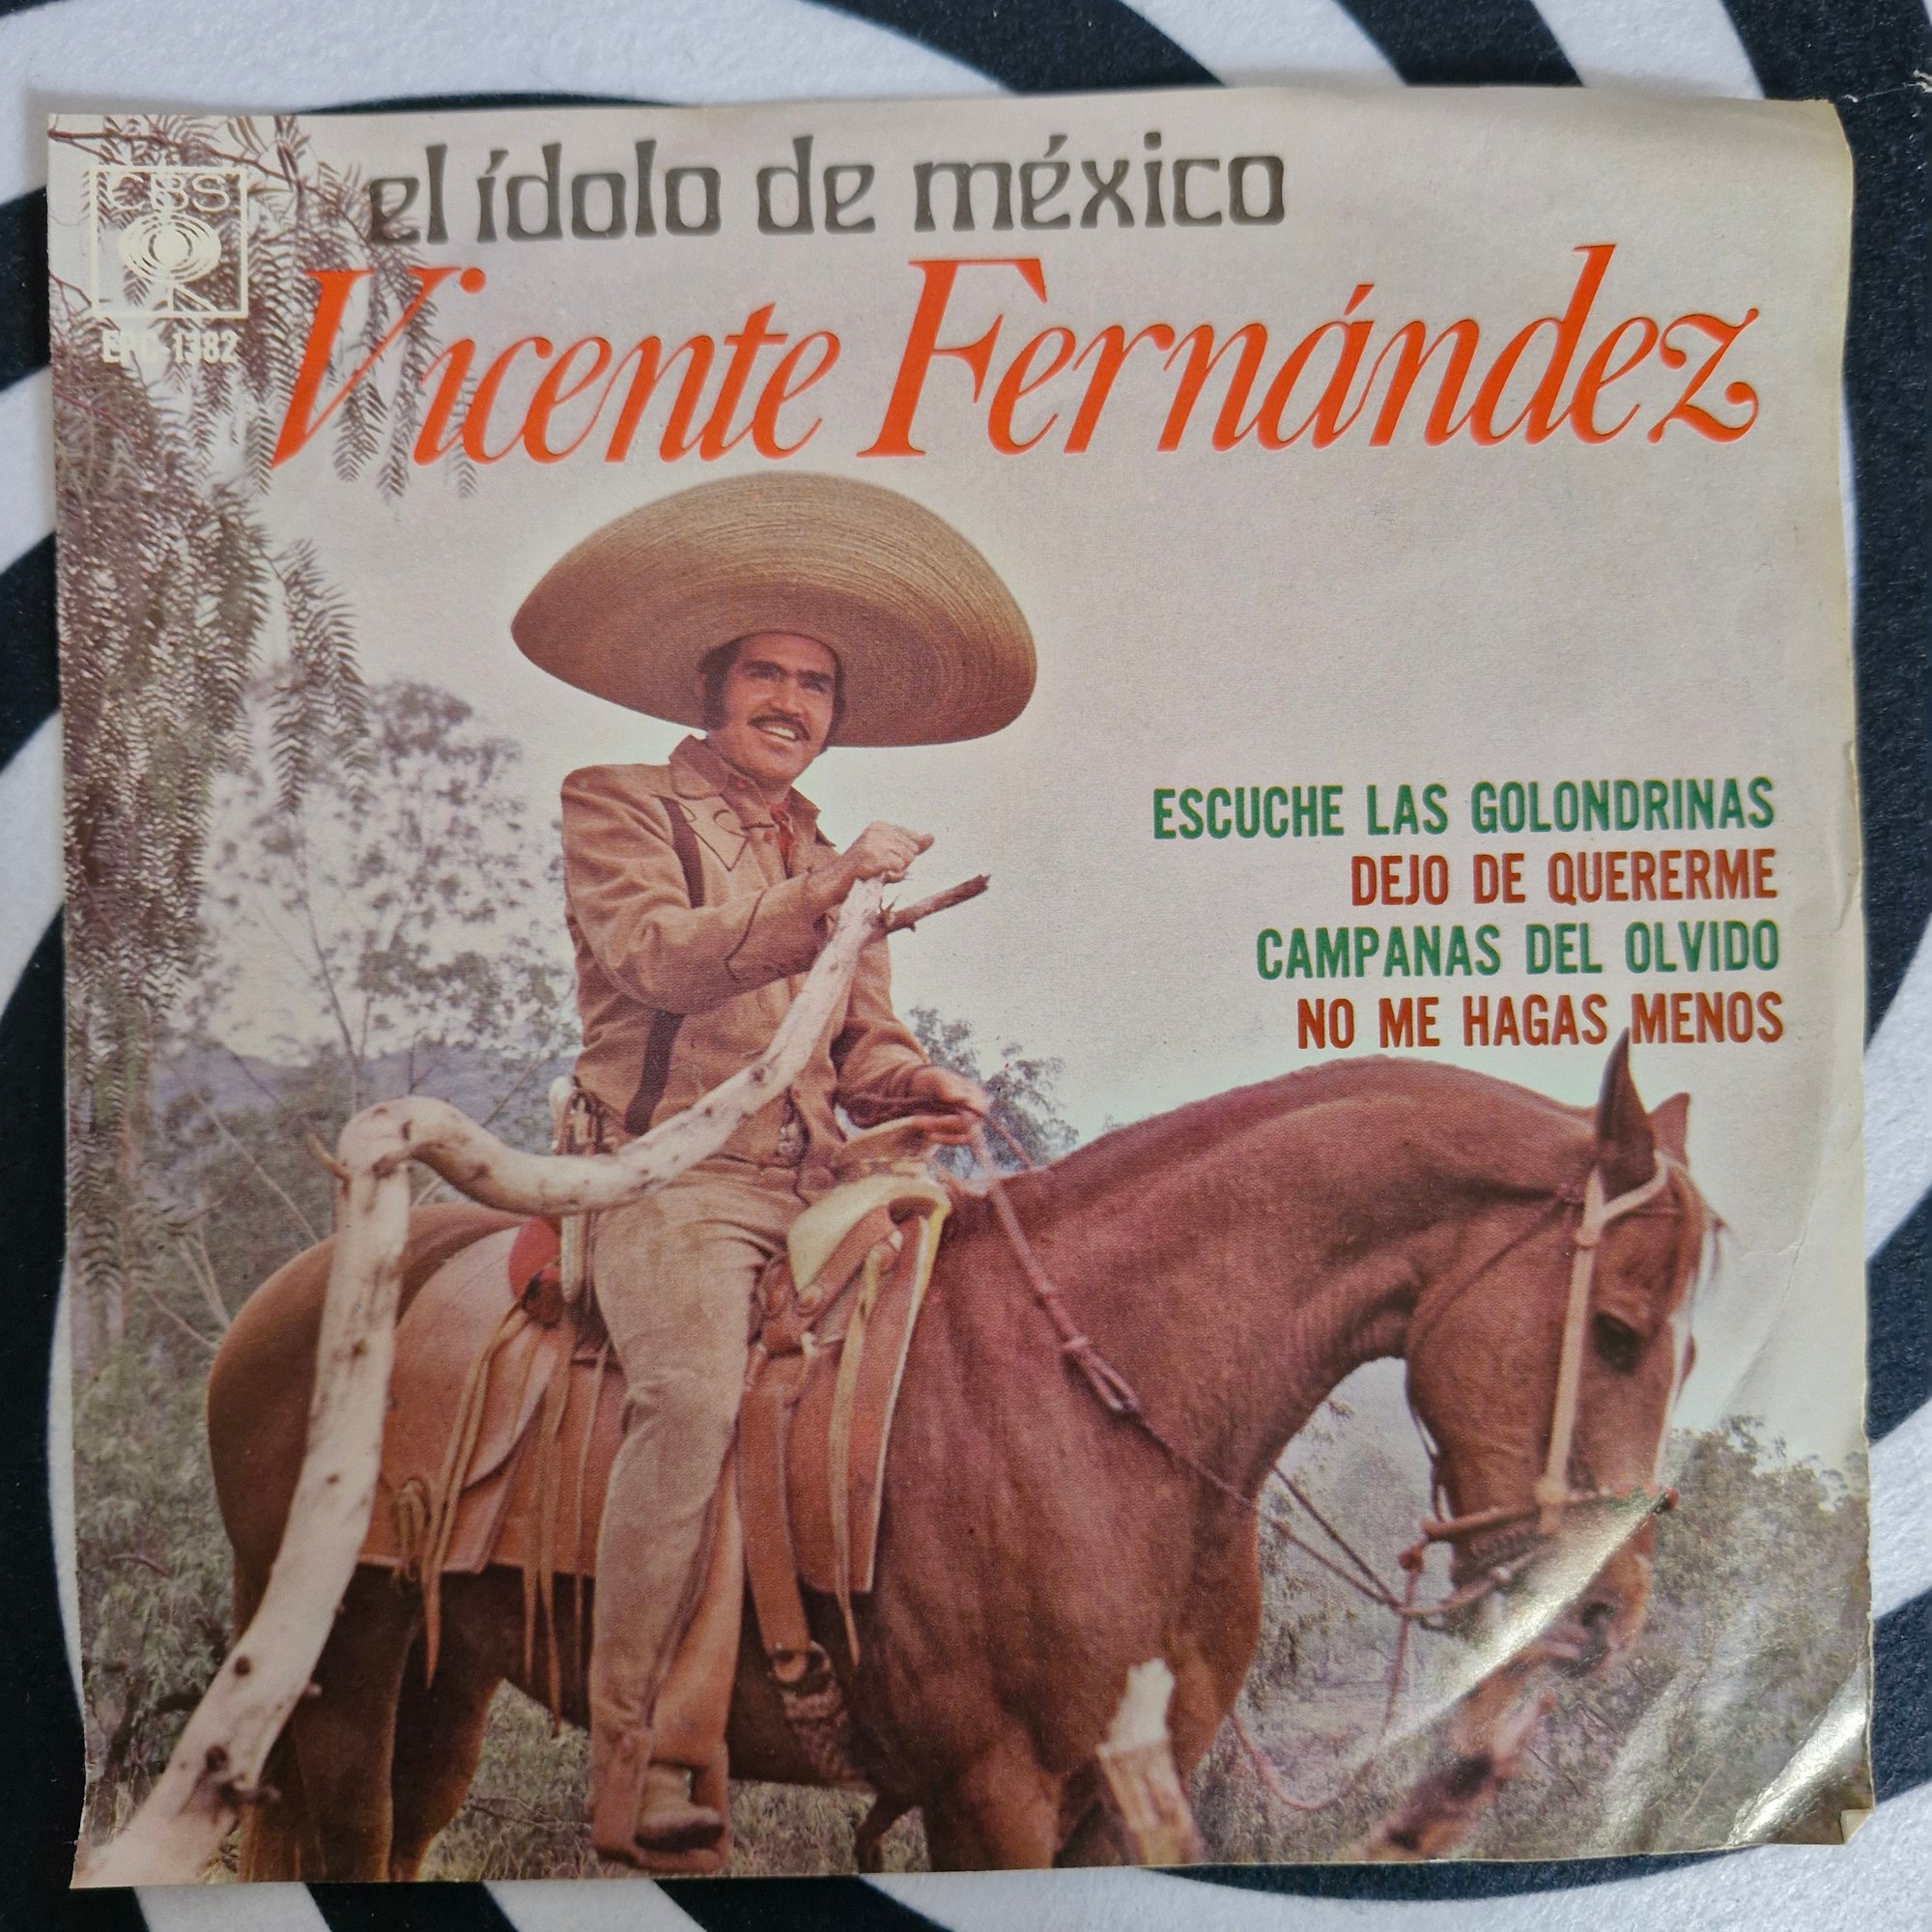 CBS
EPC 1382
el ídolo de méxico
Vicente Fernández
ESCUCHE LAS GOLONDRINAS
DEJO DE QUERERME
CAMPANAS DEL OLVIDO
NO ME HAGAS MENOS